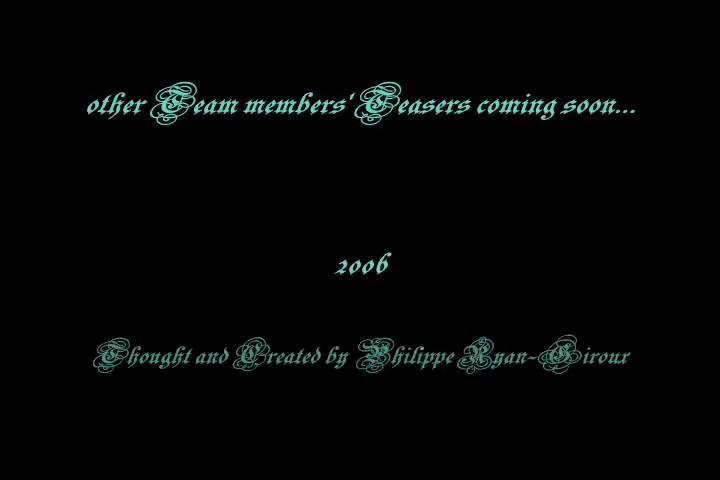 other Team members' Teasers coming soon...
2006
Thought and Created by Philippe Ryan-Giroux